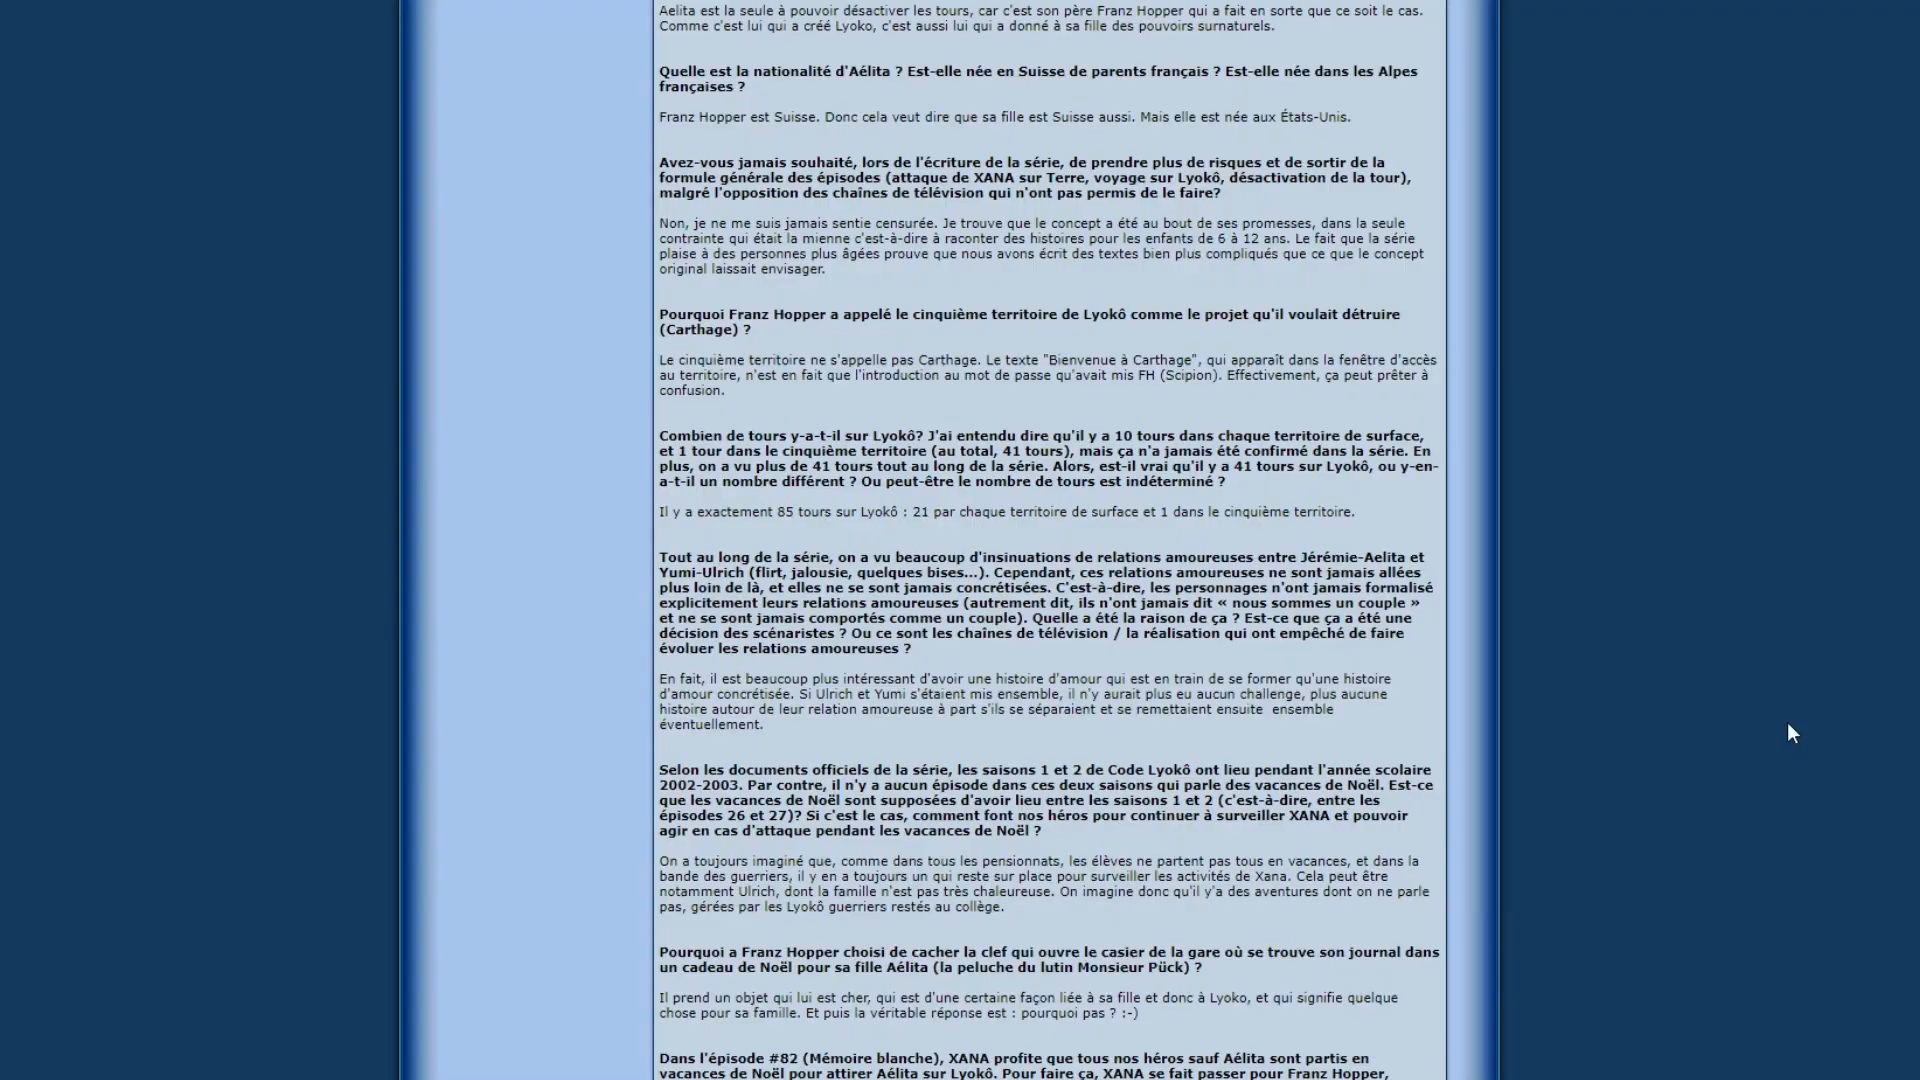 Aelita est la seule à pouvoir désactiver les tours, car c'est son père Franz Hopper qui a fait en sorte que ce soit le cas.
Comme c'est lui qui a créé Lyoko, c'est aussi lui qui a donné à sa fille des pouvoirs surnaturels.
Quelle est la nationalité d'Aélita ? Est-elle née en Suisse de parents français ? Est-elle née dans les Alpes
françaises ?
Franz Hopper est Suisse. Donc cela veut dire que sa fille est Suisse aussi. Mais elle est née aux États-Unis.
Avez-vous jamais souhaité, lors de l'écriture de la série, de prendre plus de risques et de sortir de la
formule générale des épisodes (attaque de XANA sur Terre, voyage sur Lyokô, désactivation de la tour),
malgré l'opposition des chaînes de télévision qui n'ont pas permis de le faire?
Non, je ne me suis jamais sentie censurée. Je trouve que le concept a été au bout de ses promesses, dans la seule
contrainte qui était la mienne c'est-à-dire à raconter des histoires pour les enfants de 6 à 12 ans. Le fait que la série
plaise à des personnes plus âgées prouve que nous avons écrit des textes bien plus compliqués que ce que le concept
original laissait envisager.
Pourquoi Franz Hopper a appelé le cinquième territoire de Lyokô comme le projet qu'il voulait détruire
(Carthage) ?
Le cinquième territoire ne s'appelle pas Carthage. Le texte "Bienvenue à Carthage", qui apparaît dans la fenêtre d'accès
au territoire, n'est en fait que l'introduction au mot de passe qu'avait mis FH (Scipion). Effectivement, ça peut prêter à
confusion.
Combien de tours y-a-t-il sur Lyokô? J'ai entendu dire qu'il y a 10 tours dans chaque territoire de surface,
et 1 tour dans le cinquième territoire (au total, 41 tours), mais ça n'a jamais été confirmé dans la série. En
plus, on a vu plus de 41 tours tout au long de la série. Alors, est-il vrai qu'il y a 41 tours sur Lyokô, ou y-en-
a-t-il un nombre différent ? Ou peut-être le nombre de tours est indéterminé ?
Il y a exactement 85 tours sur Lyokô : 21 par chaque territoire de surface et 1 dans le cinquième territoire.
Tout au long de la série, on a vu beaucoup d'insinuations de relations amoureuses entre Jérémie-Aelita et
Yumi-Ulrich (flirt, jalousie, quelques bises...). Cependant, ces relations amoureuses ne sont jamais allées
plus loin de là, et elles ne se sont jamais concrétisées. C'est-à-dire, les personnages n'ont jamais formalisé
explicitement leurs relations amoureuses (autrement dit, ils n'ont jamais dit « nous sommes un couple »
et ne se sont jamais comportés comme un couple). Quelle a été la raison de ça ? Est-ce que ça a été une
décision des scénaristes ? Ou ce sont les chaînes de télévision / la réalisation qui ont empêché de faire
évoluer les relations amoureuses ?
En fait, il est beaucoup plus intéressant d'avoir une histoire d'amour qui est en train de se former qu'une histoire
d'amour concrétisée. Si Ulrich et Yumi s'étaient mis ensemble, il n'y aurait plus eu aucun challenge, plus aucune
histoire autour de leur relation amoureuse à part s'ils se séparaient et se remettaient ensuite  ensemble
éventuellement.
Selon les documents officiels de la série, les saisons 1 et 2 de Code Lyokô ont lieu pendant l'année scolaire
2002-2003. Par contre, il n'y a aucun épisode dans ces deux saisons qui parle des vacances de Noël. Est-ce
que les vacances de Noël sont supposées d'avoir lieu entre les saisons 1 et 2 (c'est-à-dire, entre les
épisodes 26 et 27)? Si c'est le cas, comment font nos héros pour continuer à surveiller XANA et pouvoir
agir en cas d'attaque pendant les vacances de Noël ?
On a toujours imaginé que, comme dans tous les pensionnats, les élèves ne partent pas tous en vacances, et dans la
bande des guerriers, il y en a toujours un qui reste sur place pour surveiller les activités de Xana. Cela peut être
notamment Ulrich, dont la famille n'est pas très chaleureuse. On imagine donc qu'il y'a des aventures dont on ne parle
pas, gérées par les Lyokô guerriers restés au collège.
Pourquoi a Franz Hopper choisi de cacher la clef qui ouvre le casier de la gare où se trouve son journal dans
un cadeau de Noël pour sa fille Aélita (la peluche du lutin Monsieur Pück) ?
Il prend un objet qui lui est cher, qui est d'une certaine façon liée à sa fille et donc à Lyoko, et qui signifie quelque
chose pour sa famille. Et puis la véritable réponse est : pourquoi pas ? :-)
Dans l'épisode #82 (Mémoire blanche), XANA profite que tous nos héros sauf Aélita sont partis en
vacances de Noël pour attirer Aélita sur Lyokô. Pour faire ça, XANA se fait passer pour Franz Hopper,